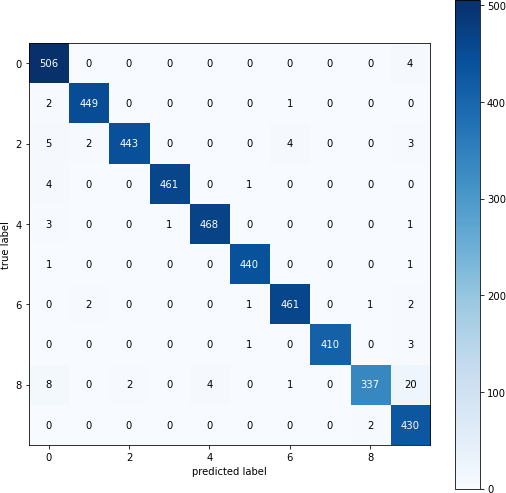 500
0 506 0 0 0 0 0 0 0 0 4
2 449 0 0 0 0 1 0 0 0
400
2 5 2 443 0 0 0 4 0 0 3
4 0 0 461 0 1 0 0 0 0
300
4 3 0 0 1 468 0 0 0 0 1
true label
1 0 0 0 0 440 0 0 0 1
200
6 0 2 0 0 0 1 461 0 1 2
0 0 0 0 0 1 0 410 0 3
8 8 0 2 0 4 0 1 0 337 20
100
0 0 0 0 0 0 0 0 2 430
0 2 4 6 8
predicted label
0